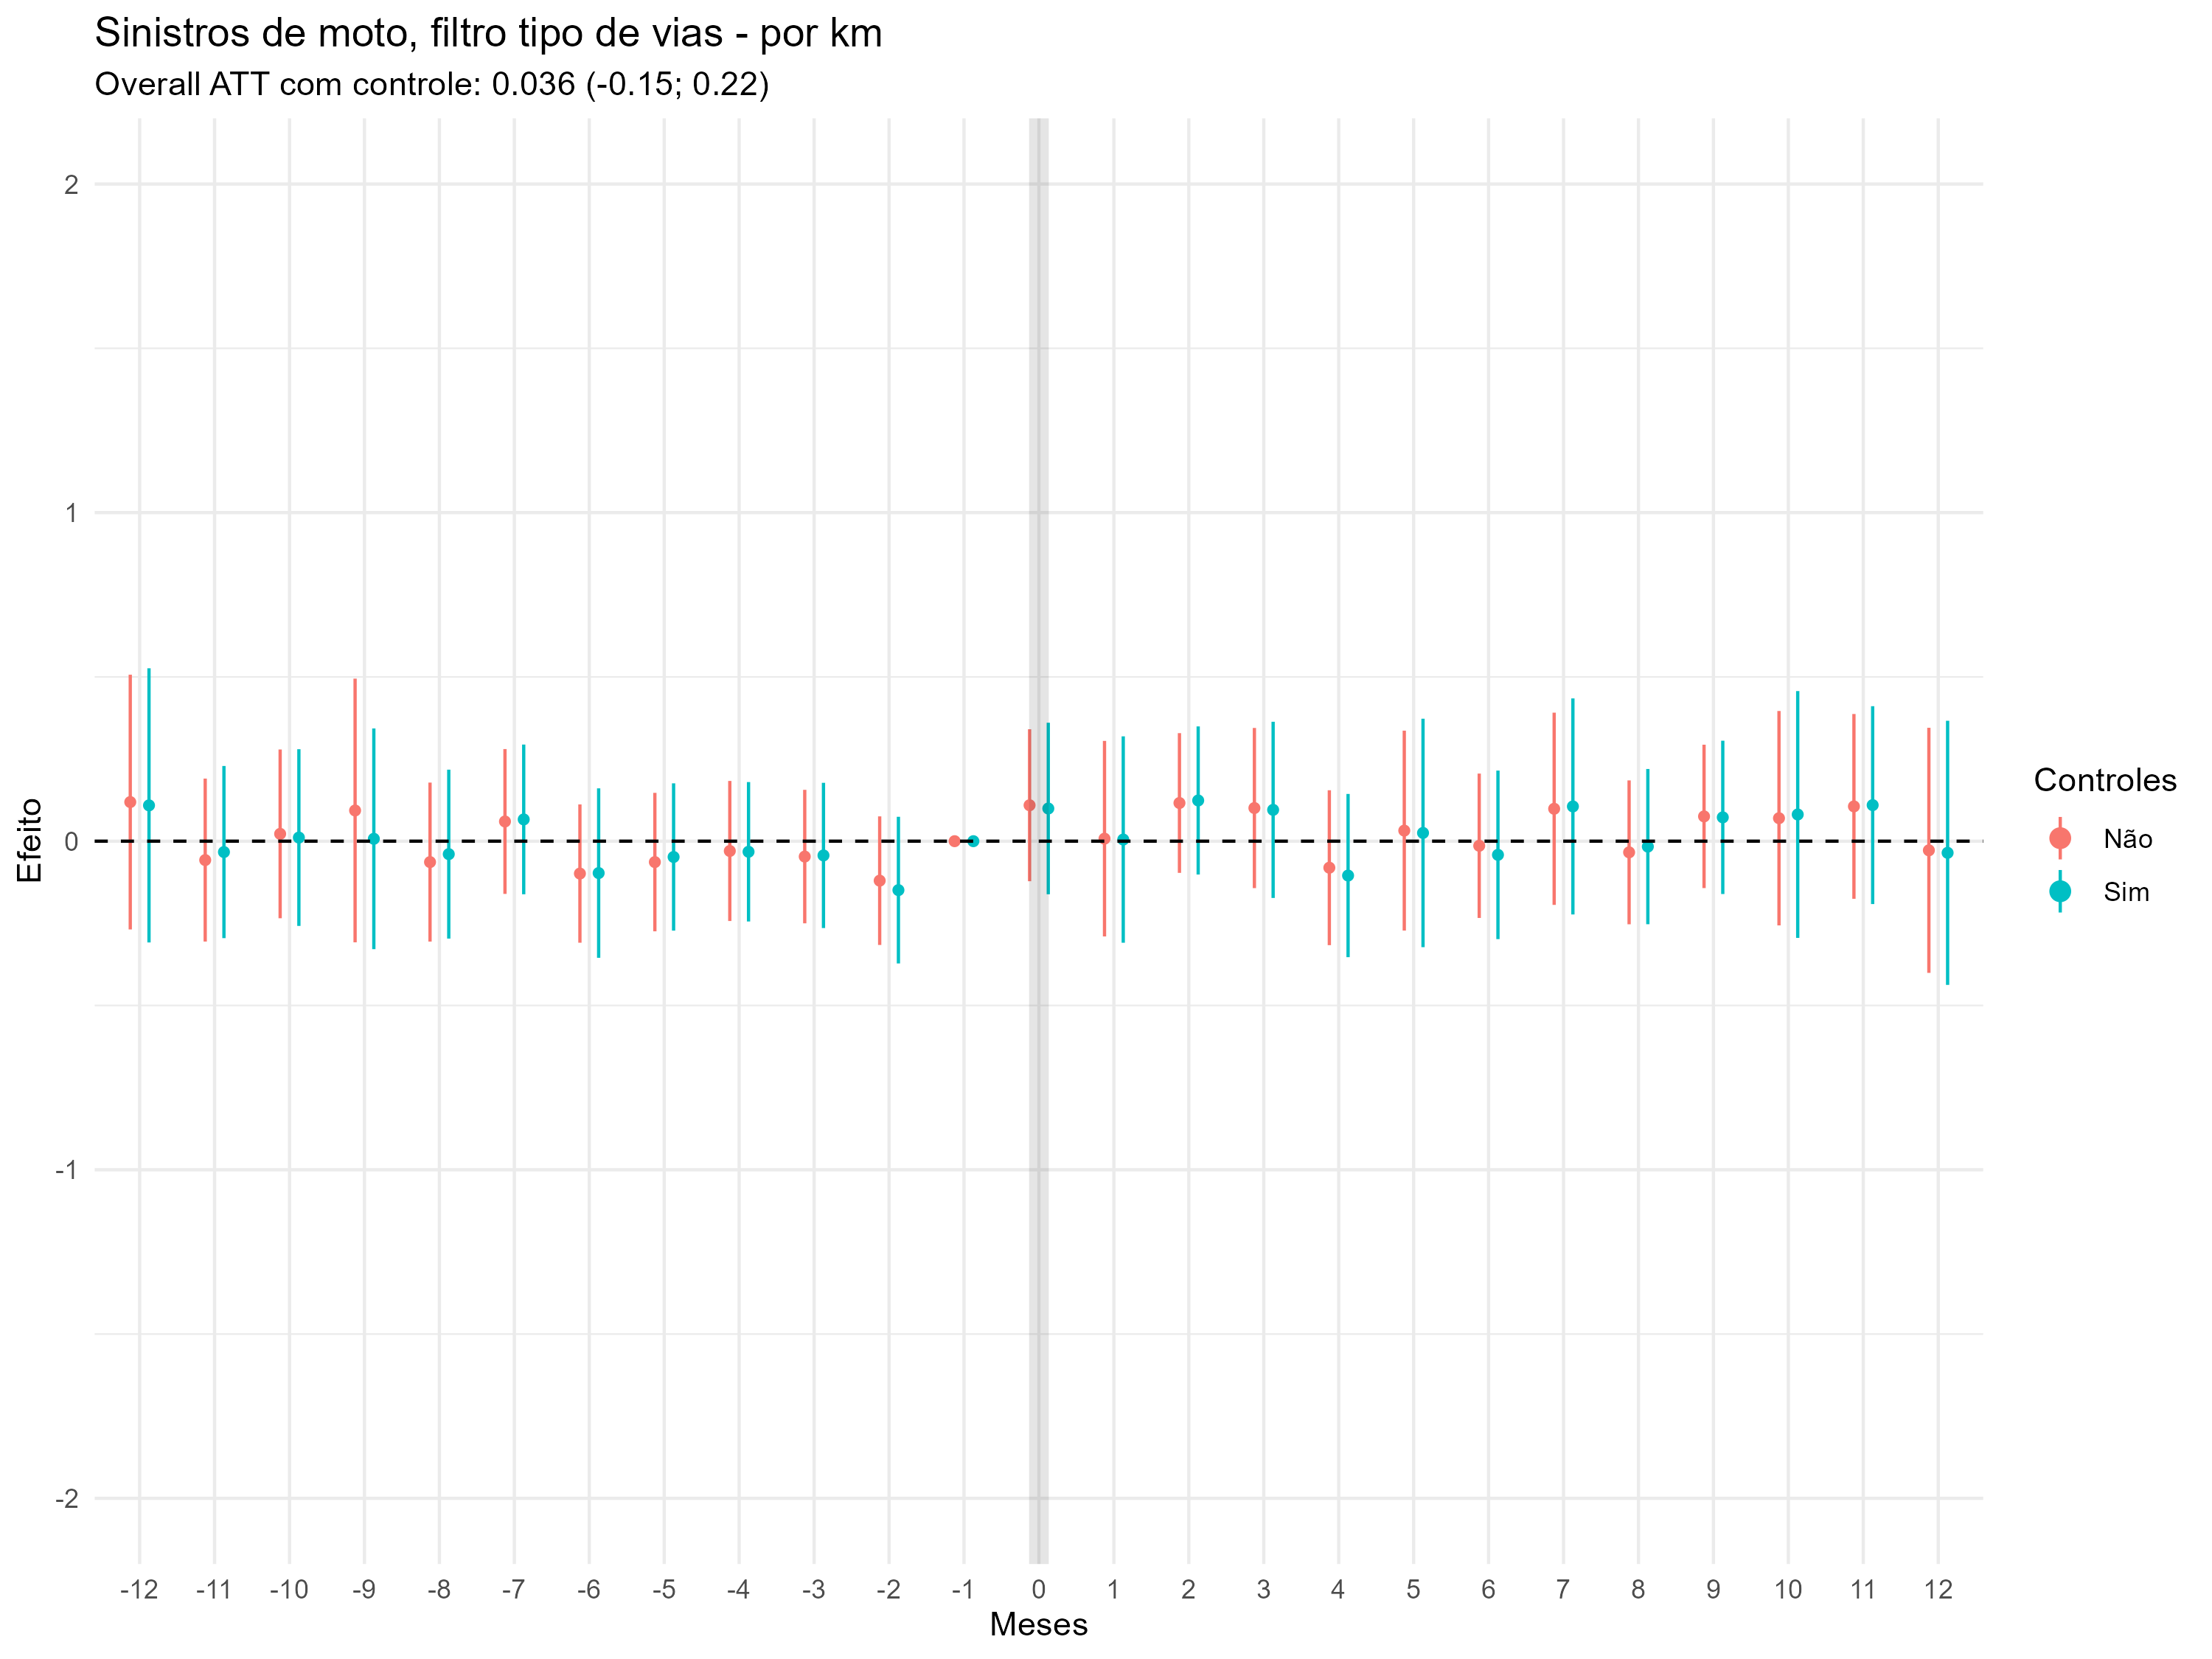 Sinistros de moto, filtro tipo de vias - por km
Overall ATT com controle: 0.036 (-0.15; 0.22)
2
1
0
-1
-2
Efeito
-12 -11 -10 -9 -8 -7 -6 -5 -4 -3 -2 -1 0 1 2 3 4 5 6 7 8 9 10 11 12
Meses
Controles
Não
Sim